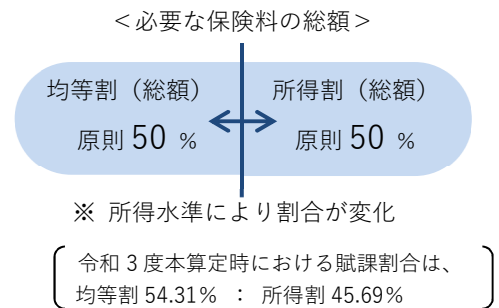 ＜必要な保険料の総額＞
均等割（総額） 所得割（総額）
原則 50 % 原則 50 %
※ 所得水準により割合が変化
令和 3 度本算定時における賦課割合は、
均等割 54.31% ： 所得割 45.69%